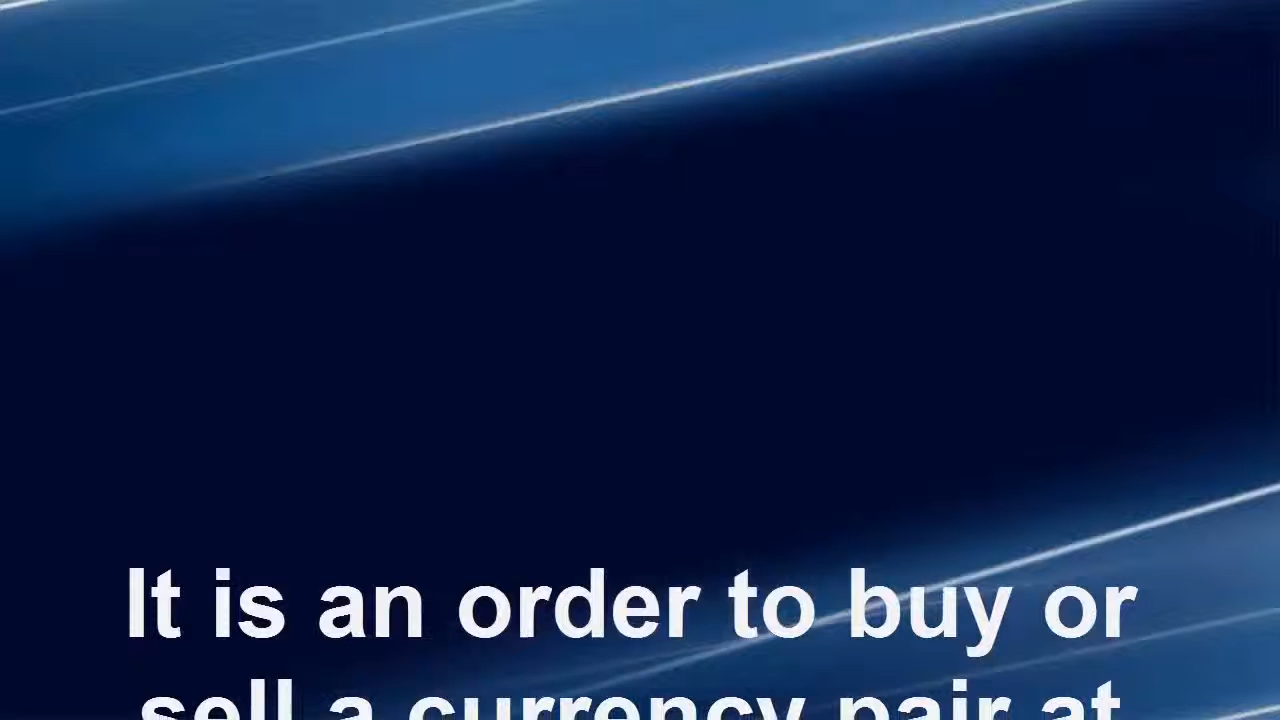 It is an order to buy or
sell a currency pair at